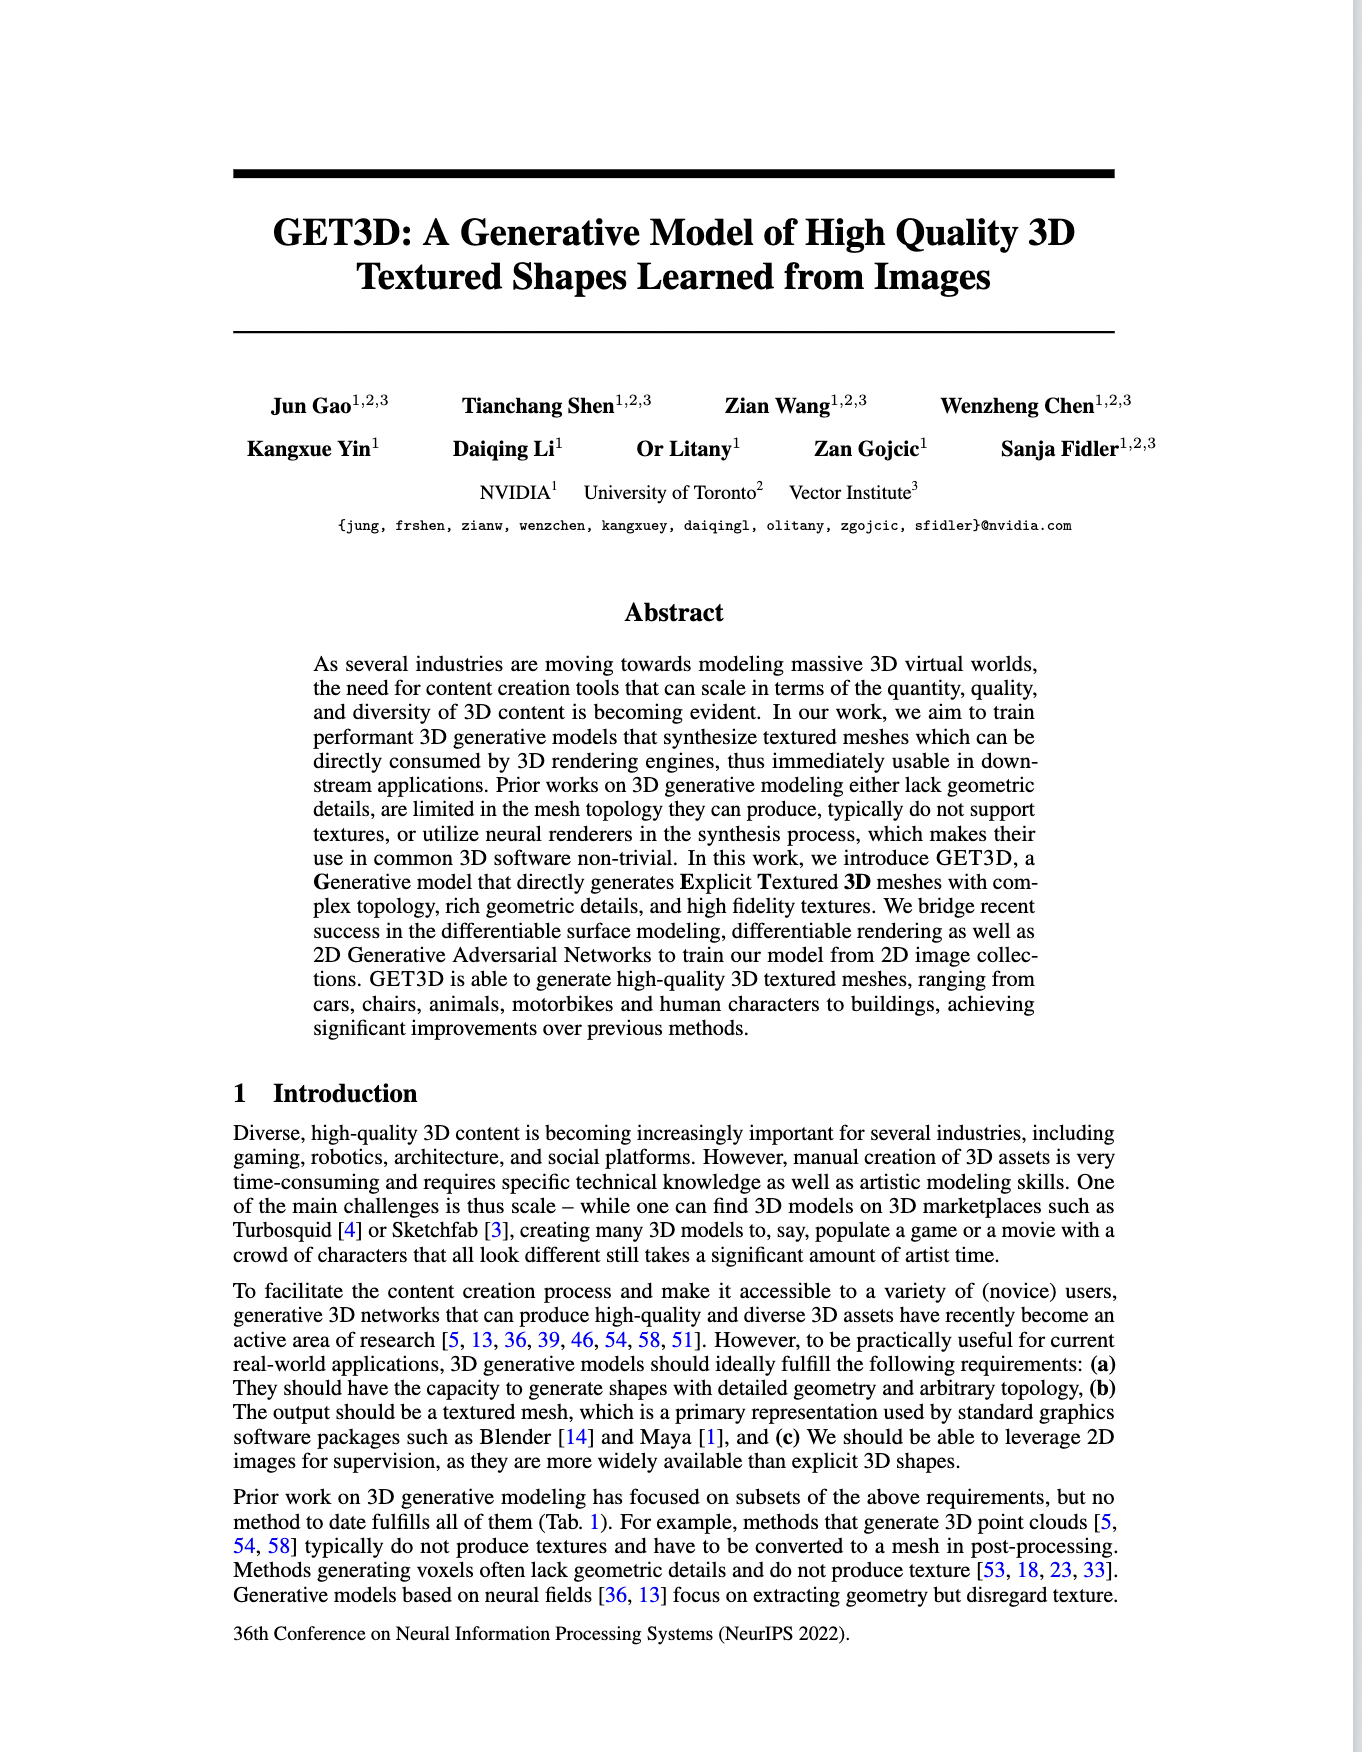 GET3D: A Generative Model of High Quality 3D
Textured Shapes Learned from Images
Jun Gao1,2,3 Tianchang Shen1,2,3 Zian Wang1,2,3 Wenzheng Chen1,2,3
Kangxue Yin1 Daiqing Li1 Or Litany1 Zan Gojcic1 Sanja Fidler1,2,3
NVIDIA1 University of Toronto2 Vector Institute3
{jung, frshen, zianw, wenzchen, kangxuey, daiqingl, olitany, zgojcic, sfidler}@nvidia.com
Abstract
As several industries are moving towards modeling massive 3D virtual worlds,
the need for content creation tools that can scale in terms of the quantity, quality,
and diversity of 3D content is becoming evident. In our work, we aim to train
performant 3D generative models that synthesize textured meshes which can be
directly consumed by 3D rendering engines, thus immediately usable in down-
stream applications. Prior works on 3D generative modeling either lack geometric
details, are limited in the mesh topology they can produce, typically do not support
textures, or utilize neural renderers in the synthesis process, which makes their
use in common 3D software non-trivial. In this work, we introduce GET3D, a
Generative model that directly generates Explicit Textured 3D meshes with com-
plex topology, rich geometric details, and high fidelity textures. We bridge recent
success in the differentiable surface modeling, differentiable rendering as well as
2D Generative Adversarial Networks to train our model from 2D image collec-
tions. GET3D is able to generate high-quality 3D textured meshes, ranging from
cars, chairs, animals, motorbikes and human characters to buildings, achieving
significant improvements over previous methods.
1 Introduction
Diverse, high-quality 3D content is becoming increasingly important for several industries, including
gaming, robotics, architecture, and social platforms. However, manual creation of 3D assets is very
time-consuming and requires specific technical knowledge as well as artistic modeling skills. One
of the main challenges is thus scale – while one can find 3D models on 3D marketplaces such as
Turbosquid [4] or Sketchfab [3], creating many 3D models to, say, populate a game or a movie with a
crowd of characters that all look different still takes a significant amount of artist time.
To facilitate the content creation process and make it accessible to a variety of (novice) users,
generative 3D networks that can produce high-quality and diverse 3D assets have recently become an
active area of research [5, 13, 36, 39, 46, 54, 58, 51]. However, to be practically useful for current
real-world applications, 3D generative models should ideally fulfill the following requirements: (a)
They should have the capacity to generate shapes with detailed geometry and arbitrary topology, (b)
The output should be a textured mesh, which is a primary representation used by standard graphics
software packages such as Blender [14] and Maya [1], and (c) We should be able to leverage 2D
images for supervision, as they are more widely available than explicit 3D shapes.
Prior work on 3D generative modeling has focused on subsets of the above requirements, but no
method to date fulfills all of them (Tab. 1). For example, methods that generate 3D point clouds [5,
54, 58] typically do not produce textures and have to be converted to a mesh in post-processing.
Methods generating voxels often lack geometric details and do not produce texture [53, 18, 23, 33].
Generative models based on neural fields [36, 13] focus on extracting geometry but disregard texture.
36th Conference on Neural Information Processing Systems (NeurIPS 2022).